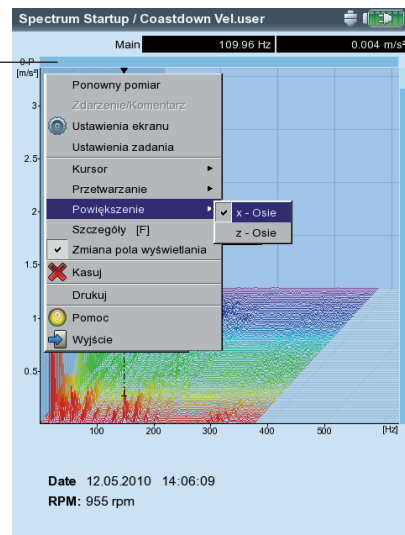 Spectrum Startup / Coastdown Vel.user
Main 109.96 Hz 0.004 m/s²
0-P
[m/s²]
Ponowny pomiar
Zdarzenie/Komentarz
Ustawienia ekranu
Ustawienia zadania
Kursor
Przetwarzanie
Powiększenie
x - Osie
z - Osie
Szczegóły [F]
Zmiana pola wyświetlania
Kasuj
Drukuj
Pomoc
Wyjście
3
2.5
2
1.5
1
0.5
100 200 300 400 500 [Hz]
Date 12.05.2010 14:06:09
RPM: 955 rpm